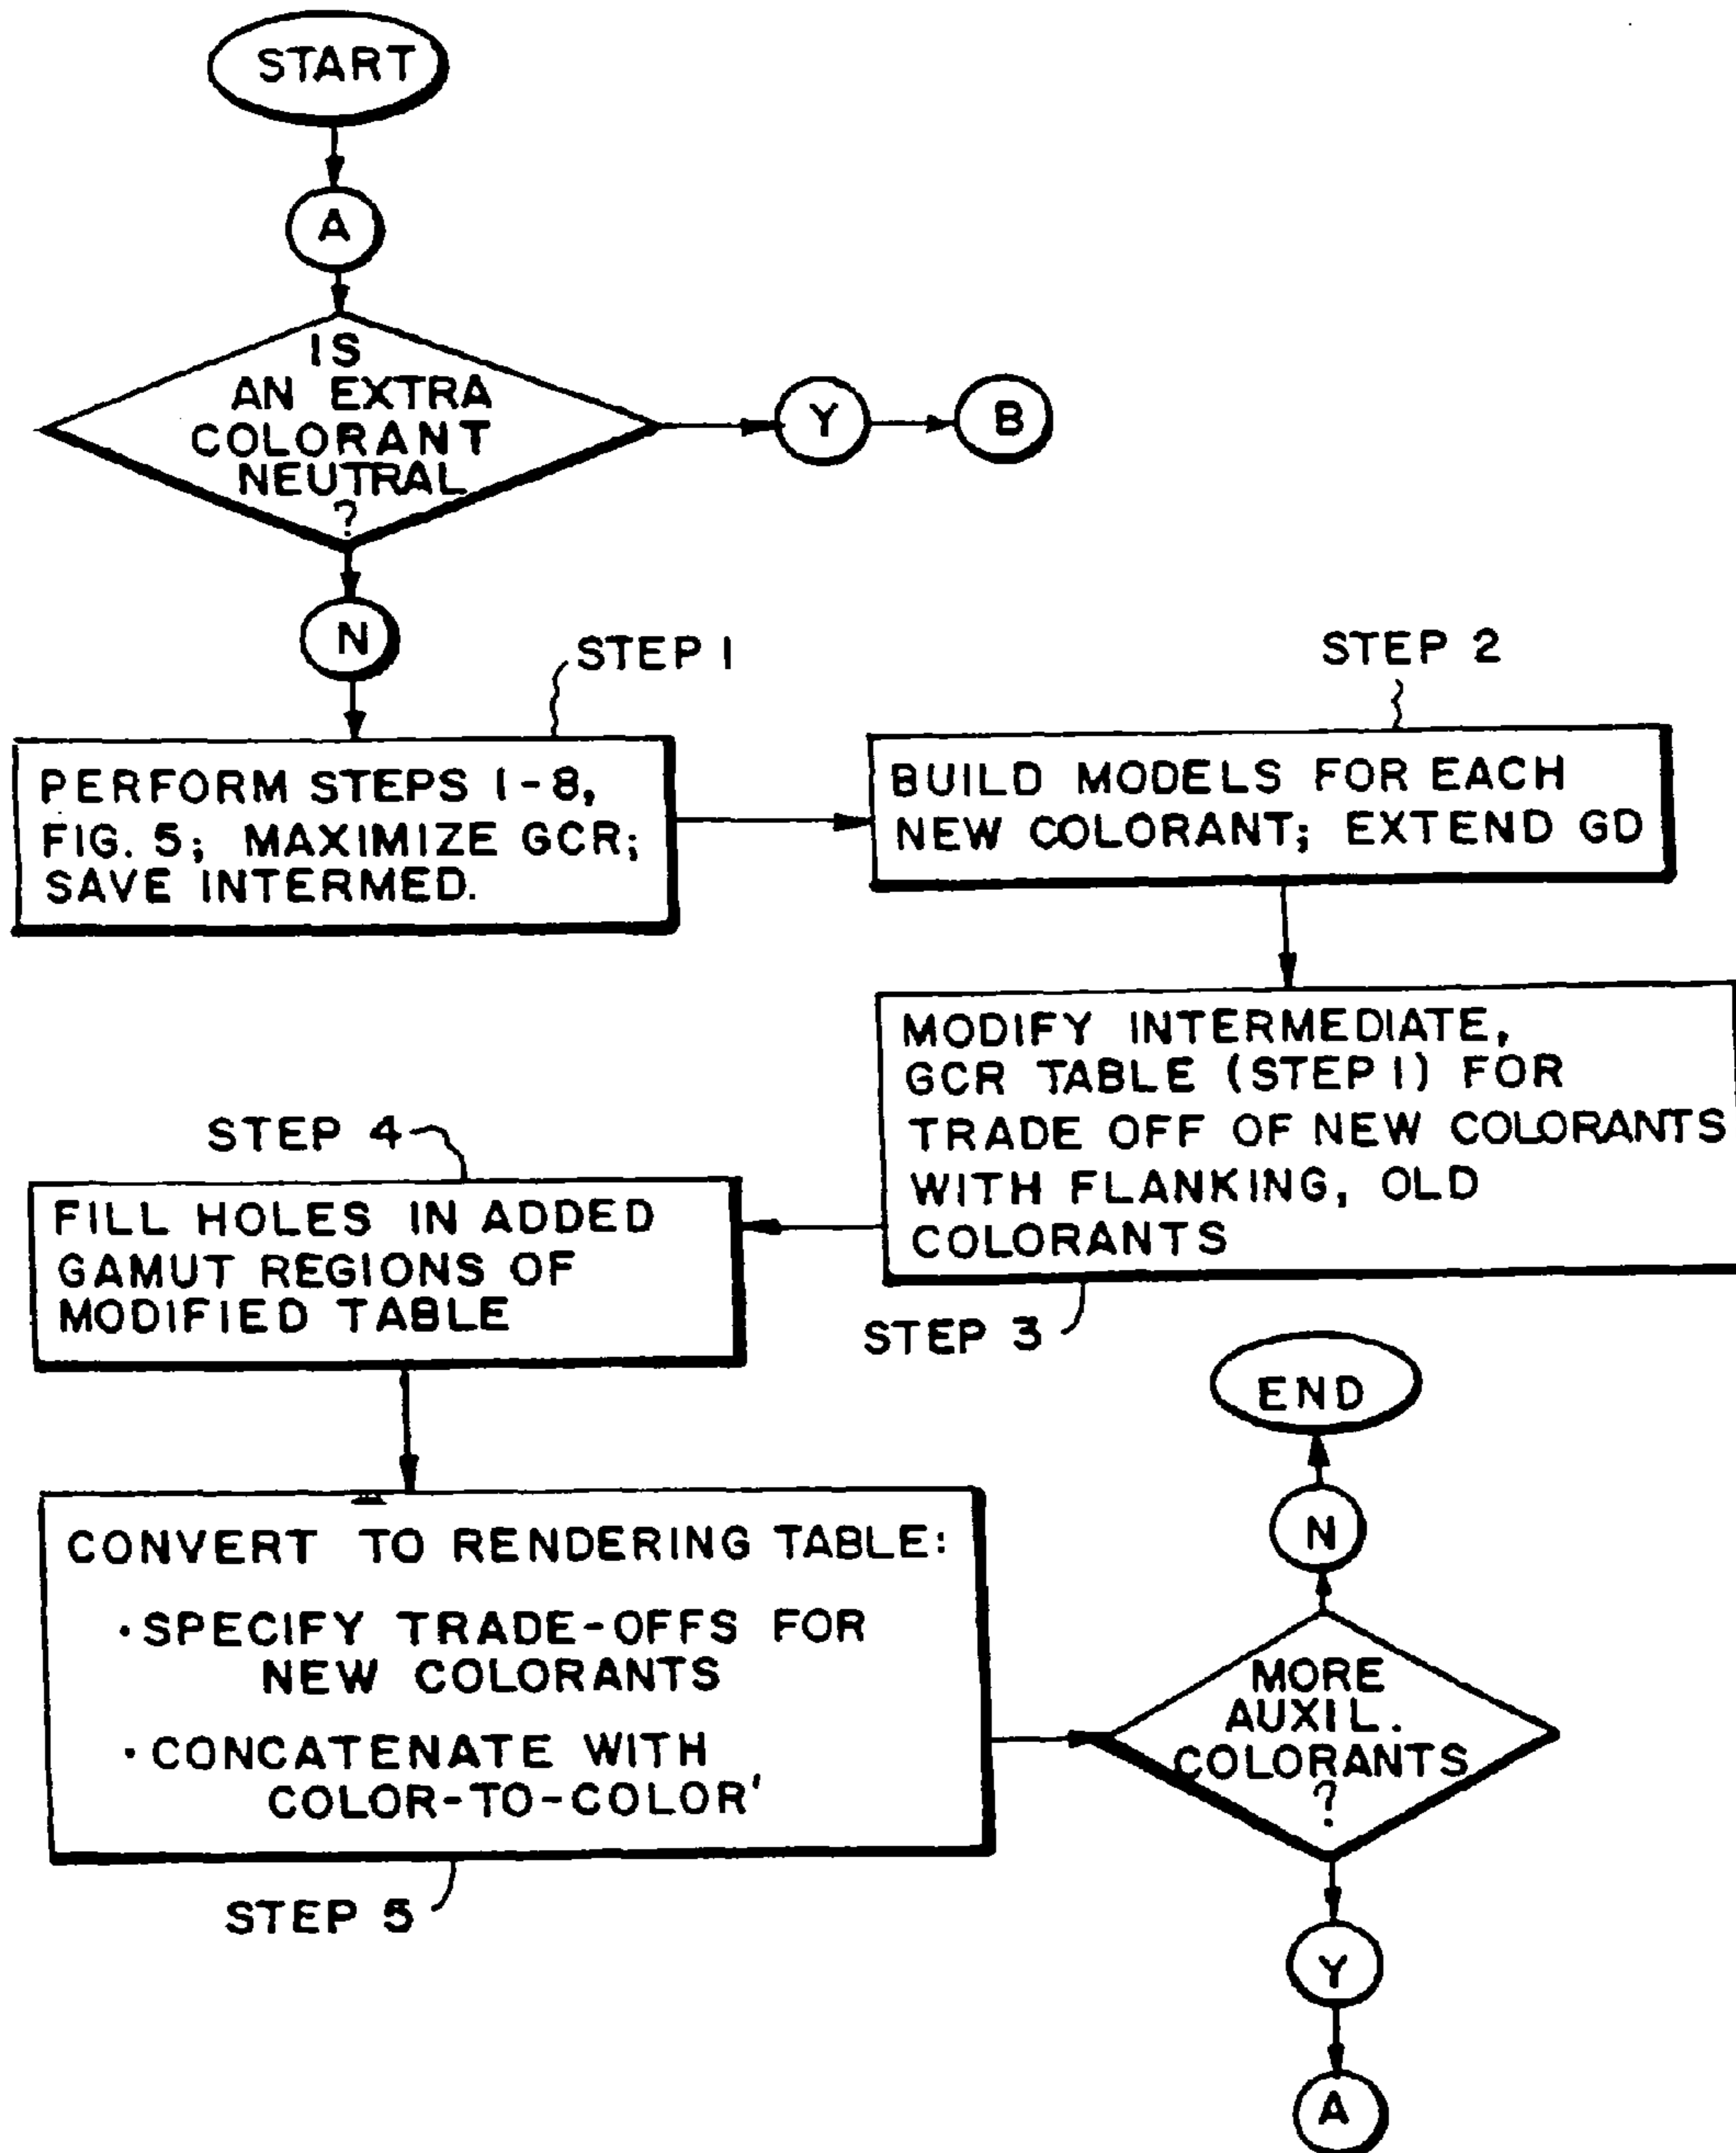 START
A
IS
AN EXTRA
COLORANT
NEUTRAL
?
Y
B
N
STEP 1
PERFORM STEPS 1-8,
FIG. 5; MAXIMIZE GCR;
SAVE INTERMED.
STEP 2
BUILD MODELS FOR EACH
NEW COLORANT; EXTEND GD
MODIFY INTERMEDIATE,
GCR TABLE (STEP 1) FOR
TRADE OFF OF NEW COLORANTS
WITH FLANKING, OLD
COLORANTS
STEP 3
STEP 4
FILL HOLES IN ADDED
GAMUT REGIONS OF
MODIFIED TABLE
CONVERT TO RENDERING TABLE:
• SPECIFY TRADE-OFFS FOR
NEW COLORANTS
• CONCATENATE WITH
COLOR-TO-COLOR'
STEP 5
END
N
MORE
AUXIL.
COLORANTS
?
Y
A